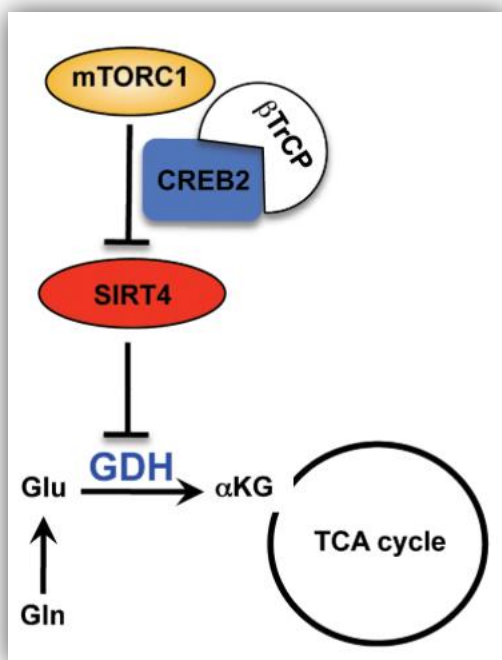 mTORC1
βTrCP
CREB2
SIRT4
GDH
Glu
αKG
TCA cycle
Gln